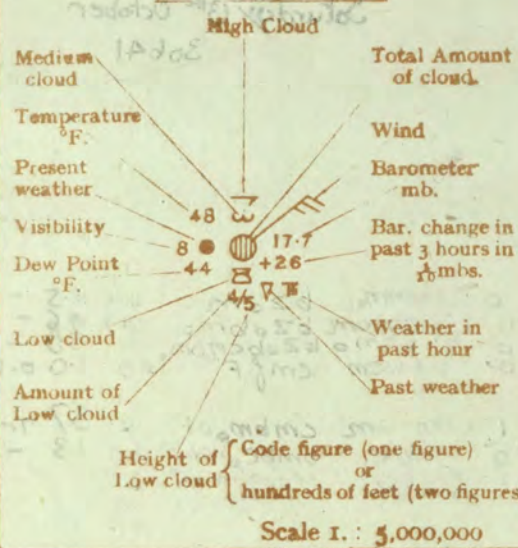 High Cloud
Medium
cloud
Total Amount
of cloud.
Temperature
°F.
Wind
Present
weather
Barometer
mb.
48
Visibility
8
17.7
Bar. change in
past 3 hours in
1/10 mbs.
+26
Dew Point
°F.
44
4/5
Low cloud
Weather in
past hour
Amount of
Low cloud
Past weather
Height of
Low cloud
Code figure (one figure)
or
hundreds of feet (two figures
Scale 1. : 5,000,000